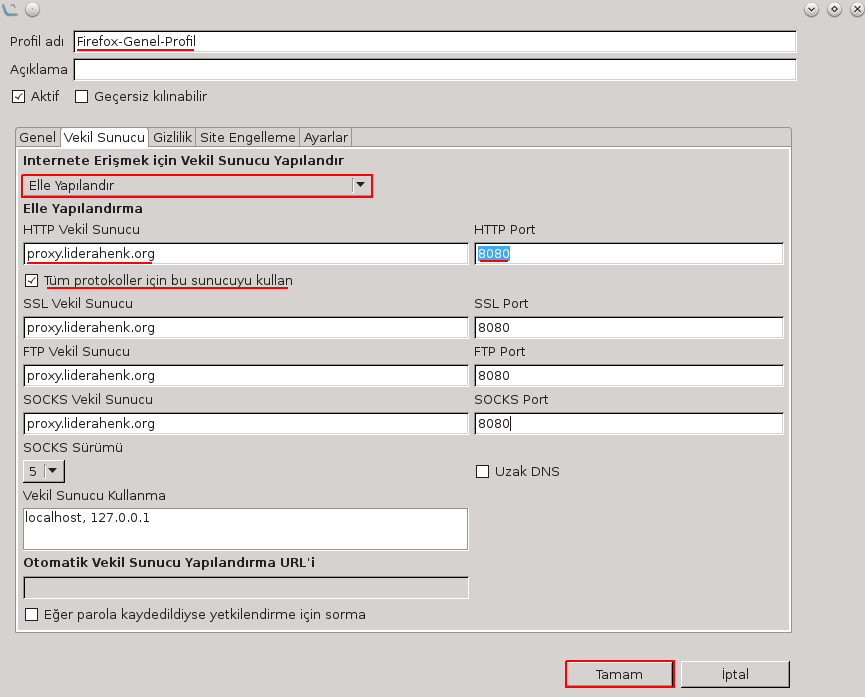 Profil adı Firefox-Genel-Profil
Açıklama
Aktif Geçersiz kılınabilir
Genel Vekil Sunucu Gizlilik Site Engelleme Ayarlar
Internete Erişmek için Vekil Sunucu Yapılandır
Elle Yapılandır
Elle Yapılandırma
HTTP Vekil Sunucu HTTP Port
proxy.liderahenk.org 8080
Tüm protokoller için bu sunucuyu kullan
SSL Vekil Sunucu SSL Port
proxy.liderahenk.org 8080
FTP Vekil Sunucu FTP Port
proxy.liderahenk.org 8080
SOCKS Vekil Sunucu SOCKS Port
proxy.liderahenk.org 8080
SOCKS Sürümü
5 Uzak DNS
Vekil Sunucu Kullanma
localhost, 127.0.0.1
Otomatik Vekil Sunucu Yapılandırma URL'i
Eğer parola kaydedildiyse yetkilendirme için sorma
Tamam İptal